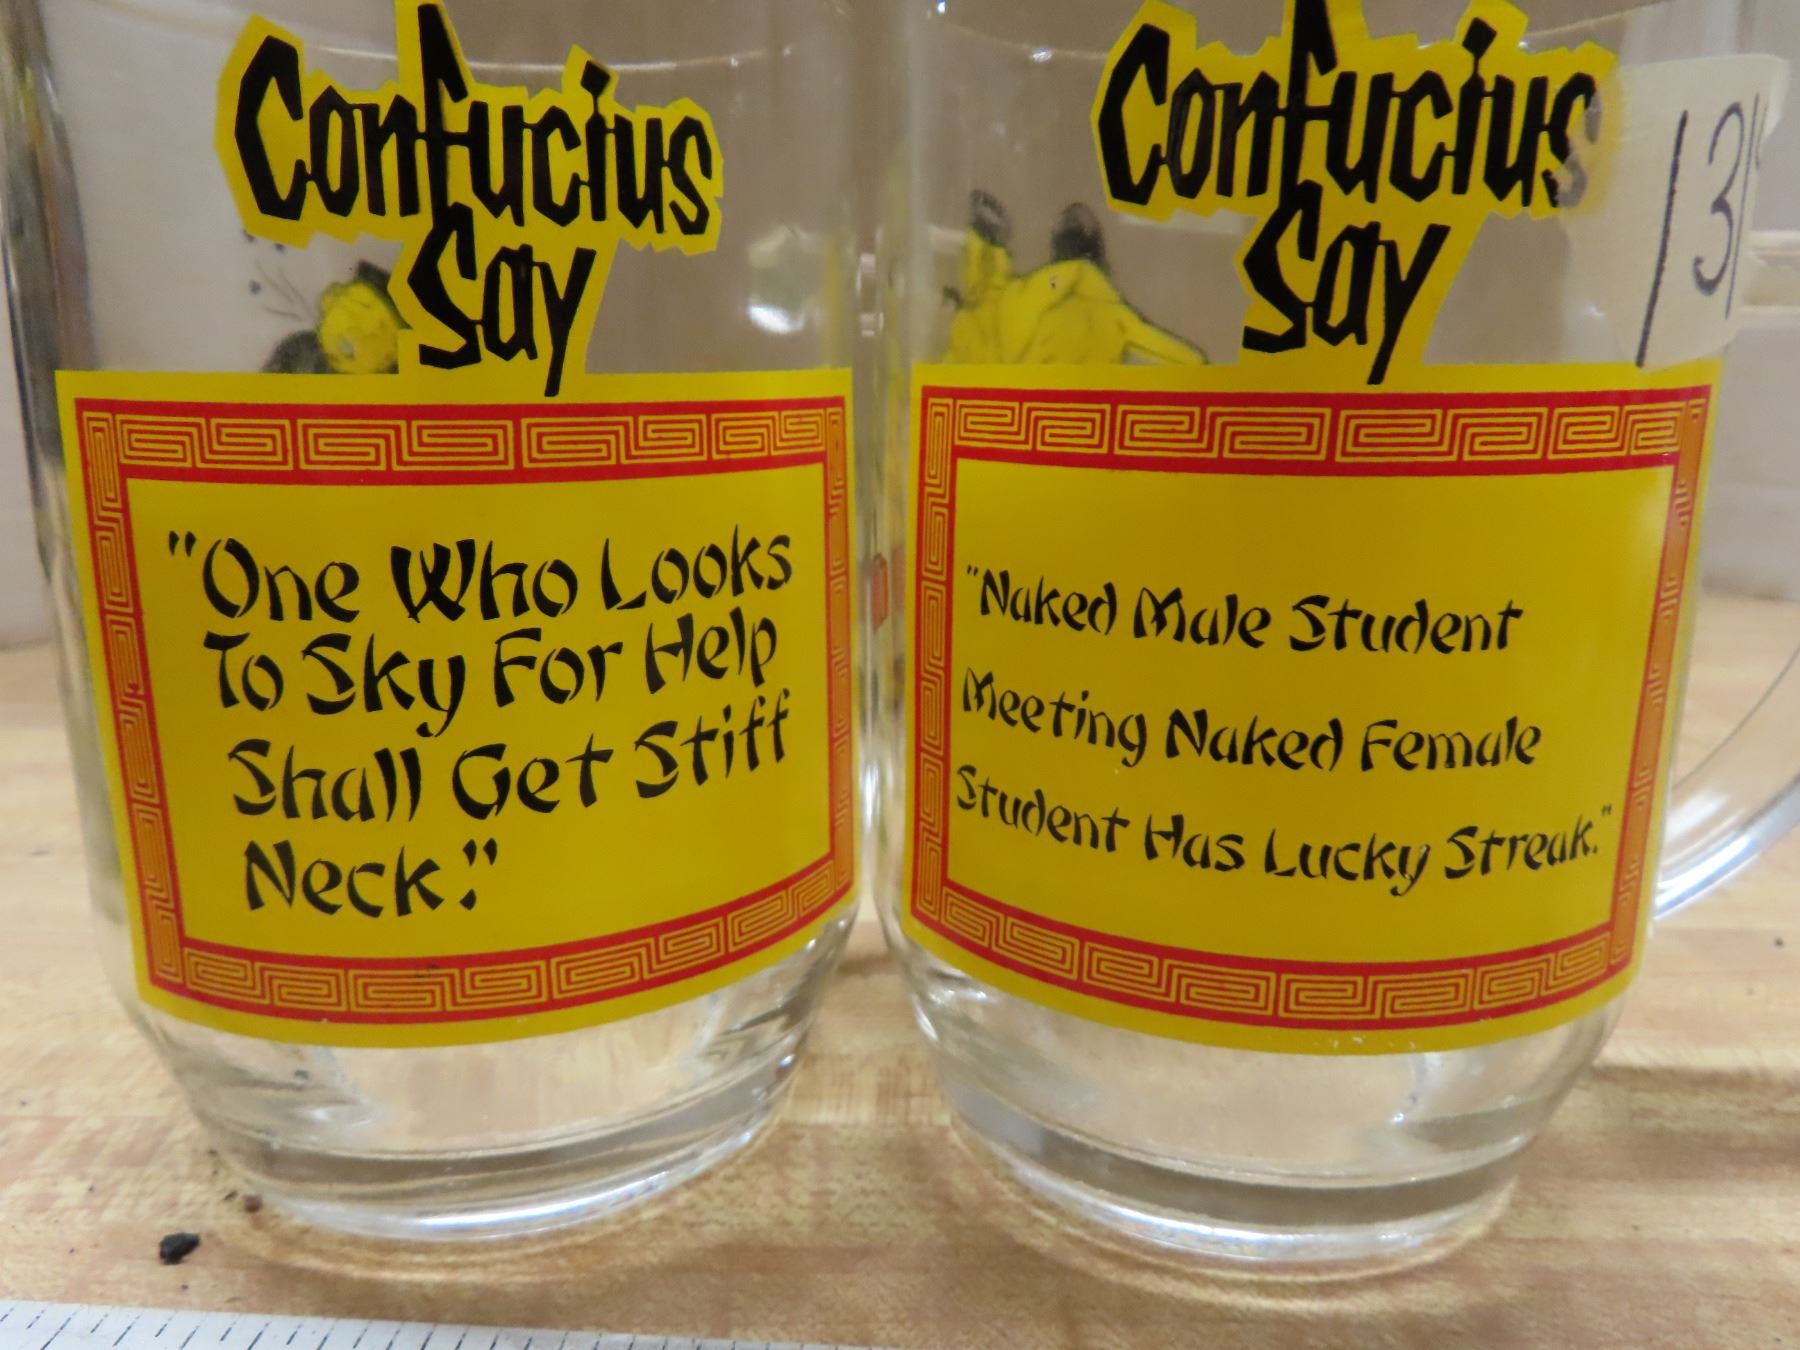 Confucius
Say
"One Who Looks
To Sky For Help
Shall Get Stiff
Neck."
Confucius
Say
"Naked Male Student
Meeting Naked Female
Student Has Lucky Streak."